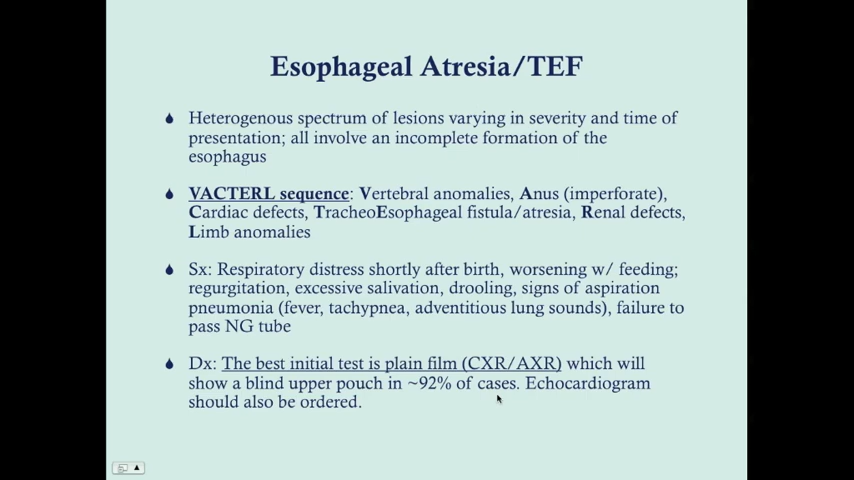 Esophageal Atresia/TEF
Heterogenous spectrum of lesions varying in severity and time of
presentation; all involve an incomplete formation of the
esophagus
VACTERL sequence: Vertebral anomalies, Anus (imperforate),
Cardiac defects, TracheoEsophageal fistula/atresia, Renal defects,
Limb anomalies
Sx: Respiratory distress shortly after birth, worsening w/ feeding;
regurgitation, excessive salivation, drooling, signs of aspiration
pneumonia (fever, tachypnea, adventitious lung sounds), failure to
pass NG tube
Dx: The best initial test is plain film (CXR/AXR) which will
show a blind upper pouch in ~92% of cases. Echocardiogram
should also be ordered.